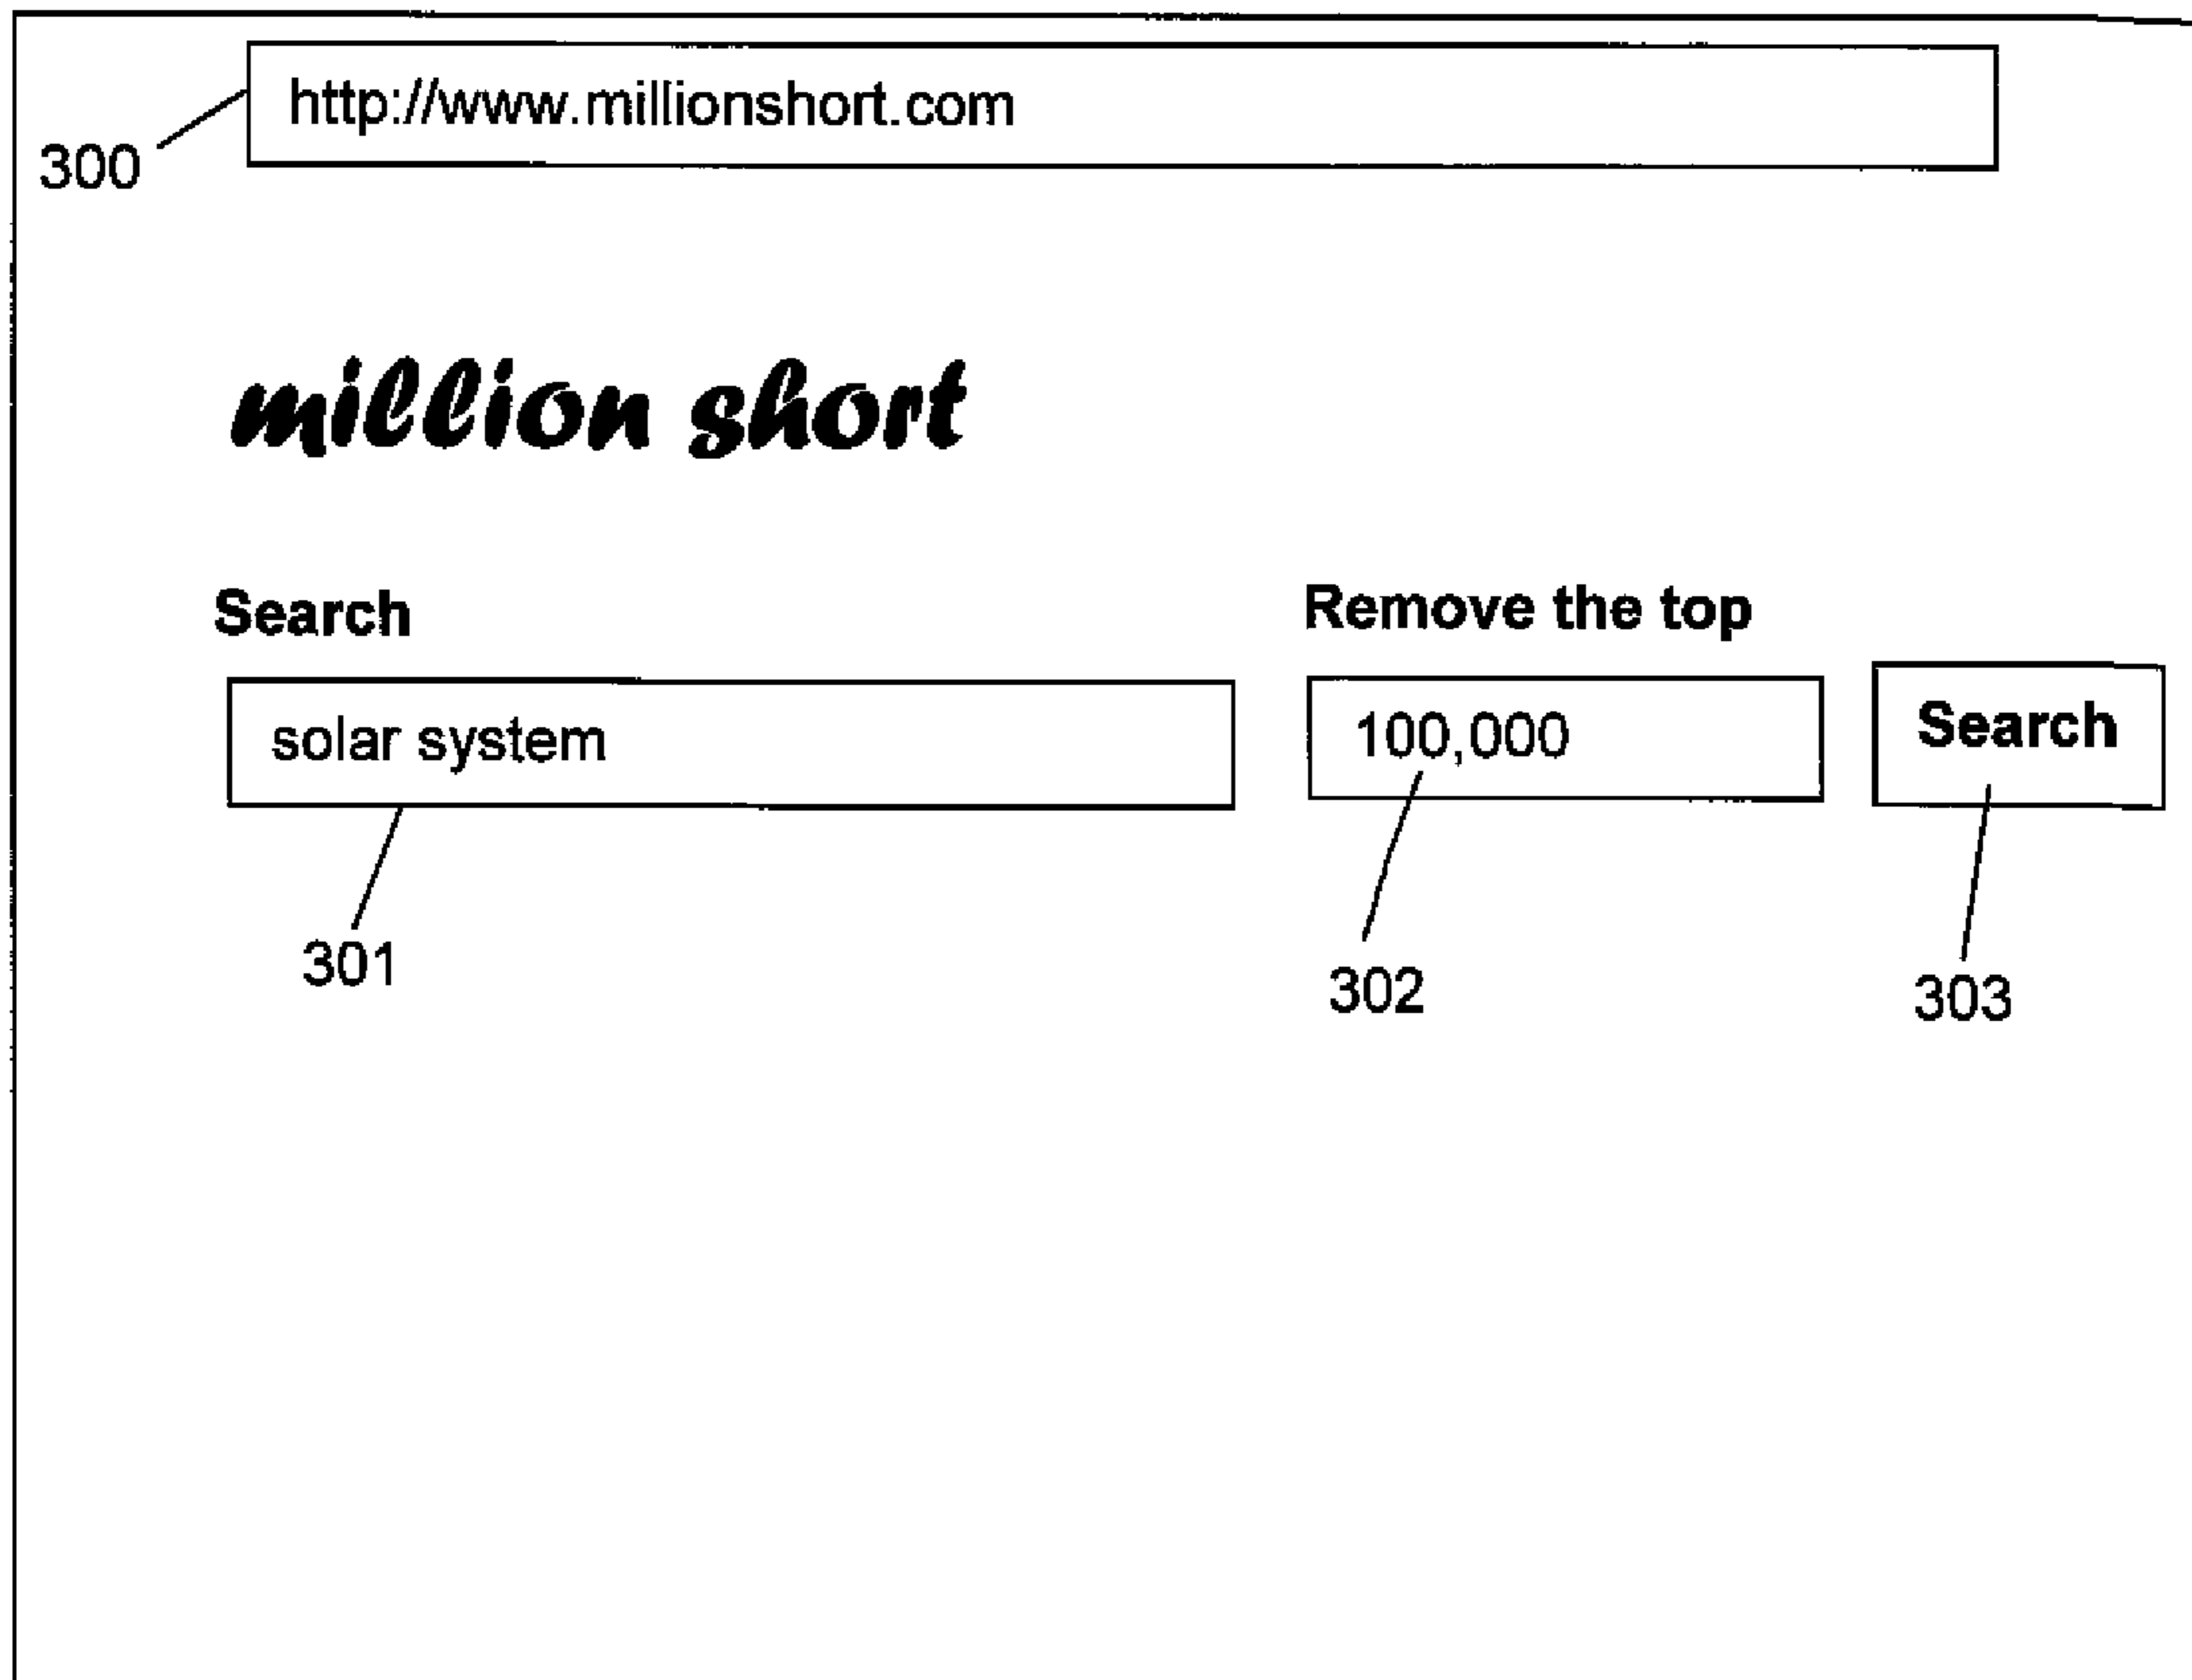 http://www.millionshort.com
300
million short
Search
Remove the top
solar system
100,000
Search
301
302
303